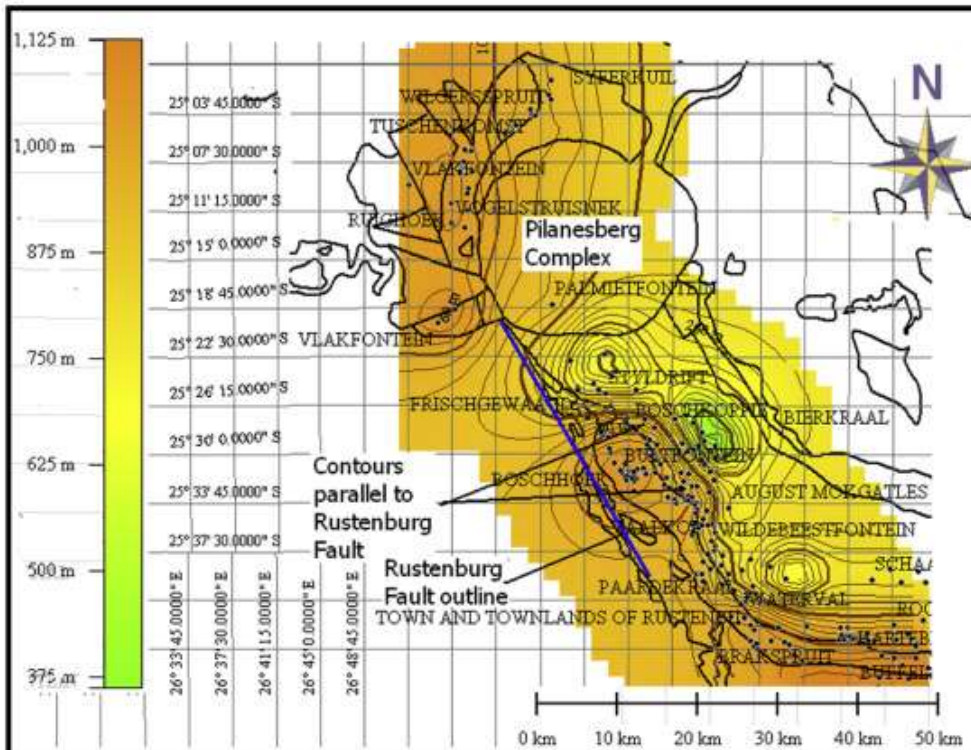 1,125 m
1,000 m
875 m
750 m
625 m
500 m
375 m
25° 03' 45.0000" S
25° 07' 30.0000" S
25° 11' 15.0000" S
25° 15' 0.0000" S
25° 18' 45.0000" S
25° 22' 30.0000" S
25° 26' 15.0000" S
25° 30' 0.0000" S
25° 33' 45.0000" S
25° 37' 30.0000" S
26° 33' 45.0000" E
26° 37' 30.0000" E
26° 41' 15.0000" E
26° 45' 0.0000" E
26° 48' 45.0000" E
N
SYFERKUIL
WILGERSSPRUIT
TUSCHENKOMST
VLAKFONTEIN
VOGELSTRUISNEK
RUIGHOEK
Pilanesberg
Complex
PALMIETFONTEIN
VLAKFONTEIN
STYLDRIFT
BOSCHKOPPIE
BIERKRAAL
Contours
parallel to
Rustenburg
Fault
AUGUST MOKGATLES
WILDEBEESTFONTEIN
Rustenburg
Fault outline
PAARDEKRAAL
WATERVAL
TOWN AND TOWNLANDS OF
BRAKSPRUIT
0 km
10 km
20 km
30 km
40 km
50 km